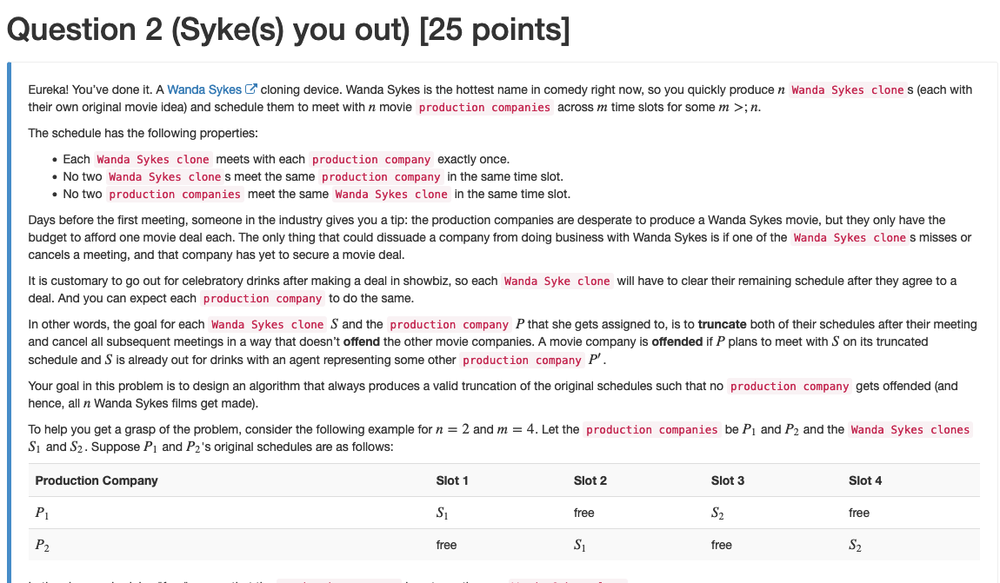 Question 2 (Syke(s) you out) [25 points]
Eureka! You've done it. A Wanda Sykes cloning device. Wanda Sykes is the hottest name in comedy right now, so you quickly produce n Wanda Sykes clone s (each with
their own original movie idea) and schedule them to meet with n movie production companies across m time slots for some m >; n.
The schedule has the following properties:
• Each Wanda Sykes clone meets with each production company exactly once.
• No two Wanda Sykes clone s meet the same production company in the same time slot.
• No two production companies meet the same Wanda Sykes clone in the same time slot.
Days before the first meeting, someone in the industry gives you a tip: the production companies are desperate to produce a Wanda Sykes movie, but they only have the
budget to afford one movie deal each. The only thing that could dissuade a company from doing business with Wanda Sykes is if one of the Wanda Sykes clone s misses or
cancels a meeting, and that company has yet to secure a movie deal.
It is customary to go out for celebratory drinks after making a deal in showbiz, so each Wanda Syke clone will have to clear their remaining schedule after they agree to a
deal. And you can expect each production company to do the same.
In other words, the goal for each Wanda Sykes clone S and the production company P that she gets assigned to, is to truncate both of their schedules after their meeting
and cancel all subsequent meetings in a way that doesn't offend the other movie companies. A movie company is offended if P plans to meet with S on its truncated
schedule and S is already out for drinks with an agent representing some other production company P′.
Your goal in this problem is to design an algorithm that always produces a valid truncation of the original schedules such that no production company gets offended (and
hence, all n Wanda Sykes films get made).
To help you get a grasp of the problem, consider the following example for n = 2 and m = 4. Let the production companies be P₁ and P₂ and the Wanda Sykes clones
S₁ and S₂. Suppose P₁ and P₂'s original schedules are as follows:
Production Company Slot 1 Slot 2 Slot 3 Slot 4
P₁ S₁ free S₂ free
P₂ free S₁ free S₂